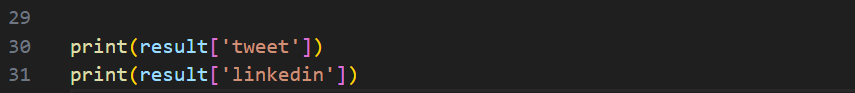 29
30 print(result['tweet'])
31 print(result['linkedin'])